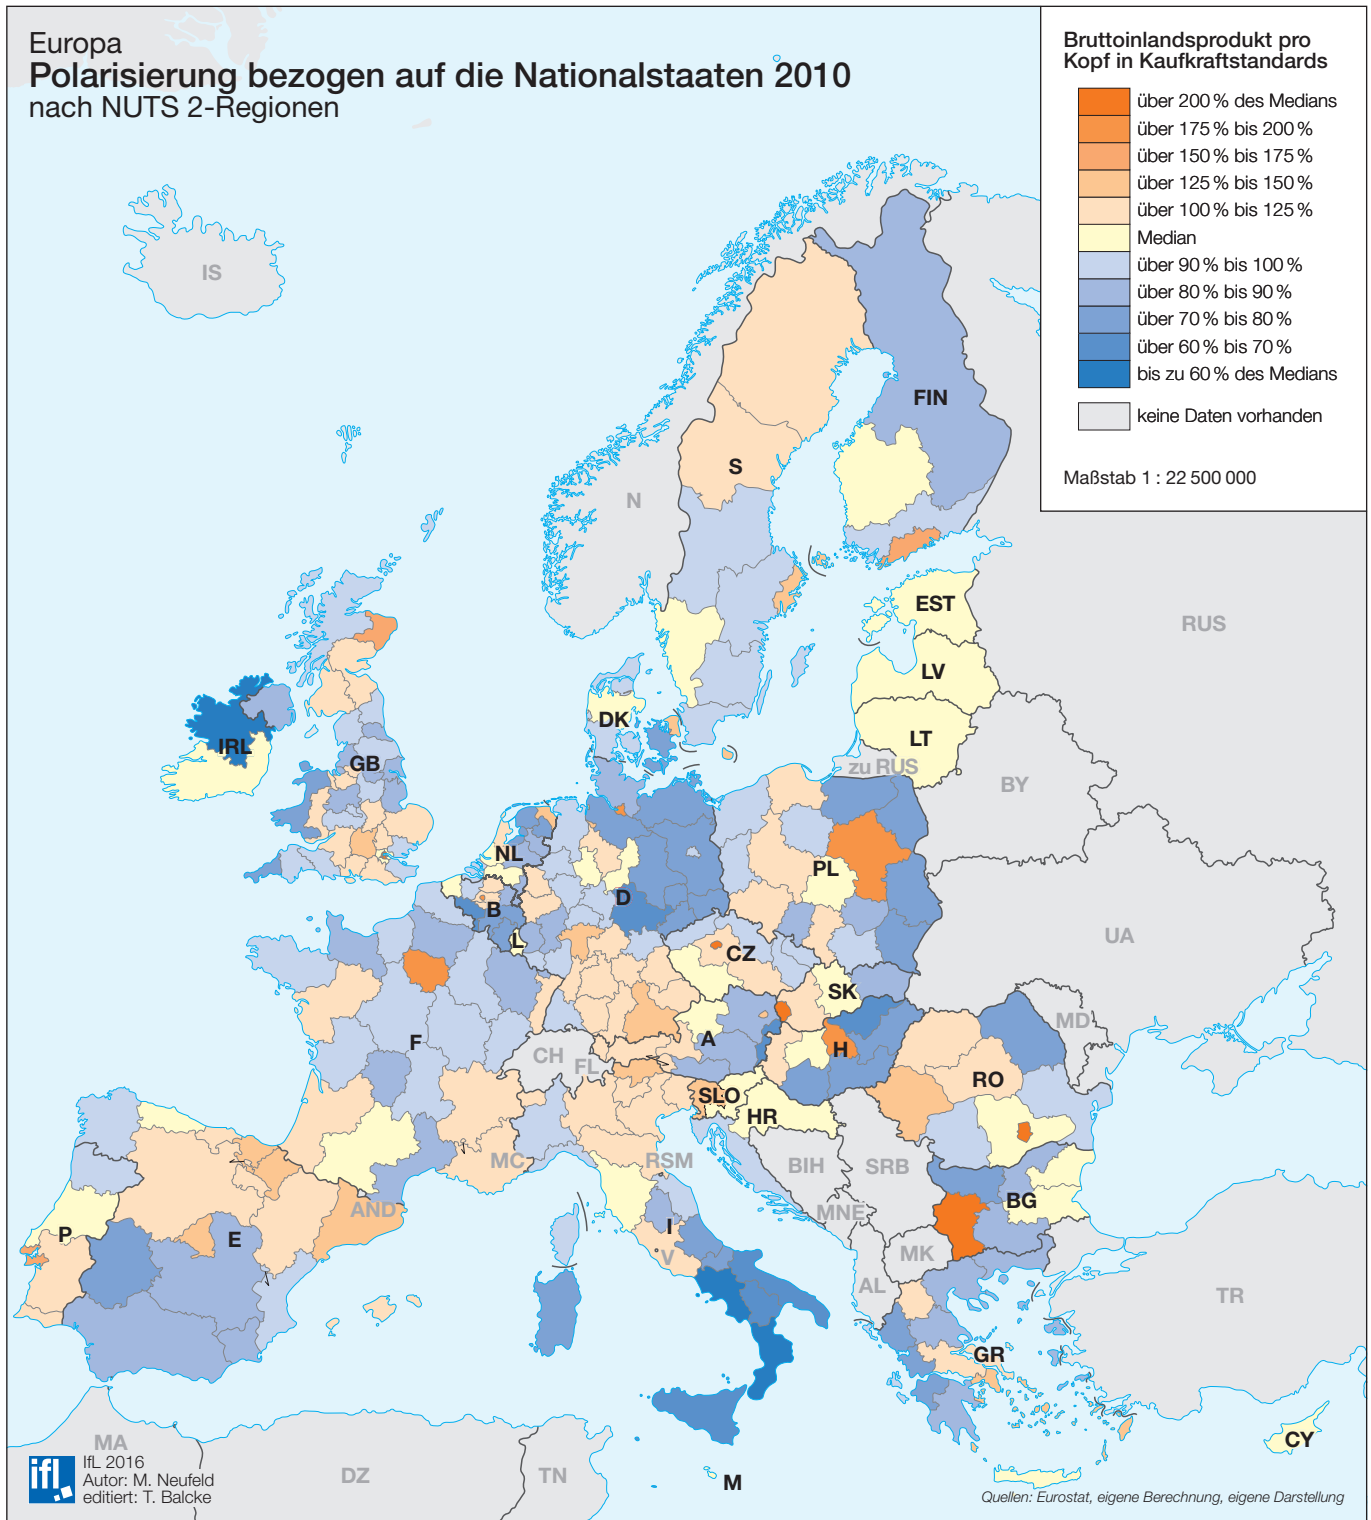 Europa
Polarisierung bezogen auf die Nationalstaaten 2010
nach NUTS 2-Regionen
Bruttoinlandsprodukt pro
Kopf in Kaufkraftstandards
über 200 % des Medians
über 175 % bis 200 %
über 150 % bis 175 %
über 125 % bis 150 %
über 100 % bis 125 %
Median
über 90 % bis 100 %
über 80 % bis 90 %
über 70 % bis 80 %
über 60 % bis 70 %
bis zu 60 % des Medians
keine Daten vorhanden
Maßstab 1 : 22 500 000
IS
FIN
S
N
EST
RUS
LV
DK
LT
IRL
GB
zu RUS
BY
NL
PL
D
B
L
CZ
UA
SK
MD
F
A
H
CH
FL
RO
SLO
HR
MC
RSM
BIH
SRB
BG
AND
MNE
P
E
I
V
MK
AL
TR
GR
MA
CY
DZ
TN
M
ifl
IfL 2016
Autor: M. Neufeld
editiert: T. Balcke
Quellen: Eurostat, eigene Berechnung, eigene Darstellung